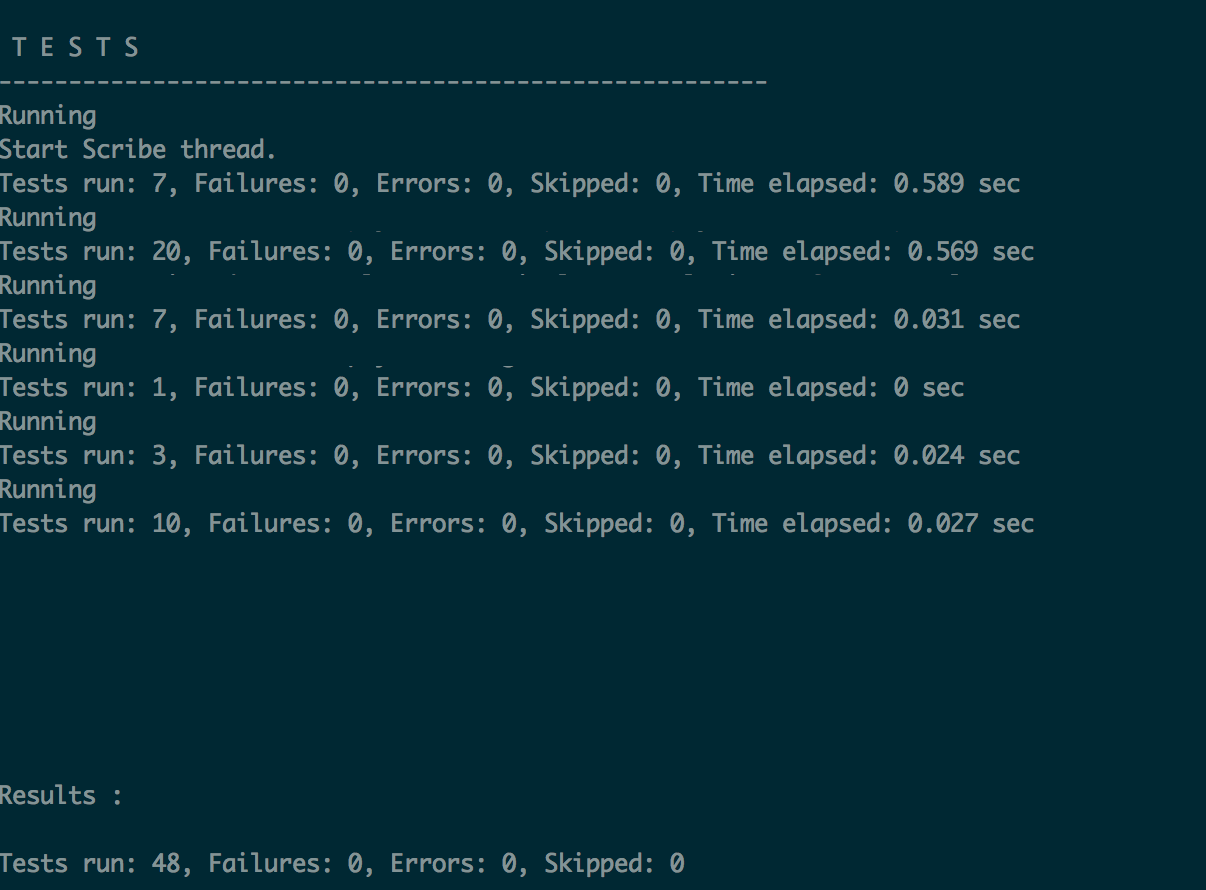 T E S T S
-------------------------------------------------------
Running
Start Scribe thread.
Tests run: 7, Failures: 0, Errors: 0, Skipped: 0, Time elapsed: 0.589 sec
Running
Tests run: 20, Failures: 0, Errors: 0, Skipped: 0, Time elapsed: 0.569 sec
Running
Tests run: 7, Failures: 0, Errors: 0, Skipped: 0, Time elapsed: 0.031 sec
Running
Tests run: 1, Failures: 0, Errors: 0, Skipped: 0, Time elapsed: 0 sec
Running
Tests run: 3, Failures: 0, Errors: 0, Skipped: 0, Time elapsed: 0.024 sec
Running
Tests run: 10, Failures: 0, Errors: 0, Skipped: 0, Time elapsed: 0.027 sec
Results :
Tests run: 48, Failures: 0, Errors: 0, Skipped: 0